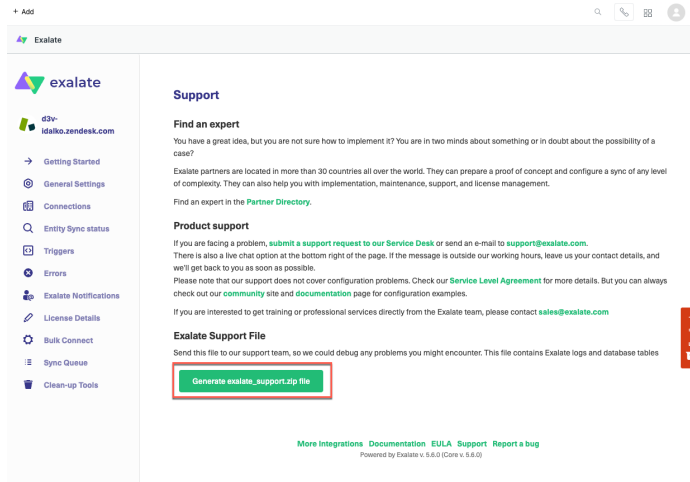 + Add
Exalate
exalate
d3v-
idalko.zendesk.com
Getting Started
General Settings
Connections
Entity Sync status
Triggers
Errors
Exalate Notifications
License Details
Bulk Connect
Sync Queue
Clean-up Tools
Support
Find an expert
You have a great idea, but you are not sure how to implement it? You are in two minds about something or in doubt about the possibility of a
case?
Exalate partners are located in more than 30 countries all over the world. They can prepare a proof of concept and configure a sync of any level
of complexity. They can also help you with implementation, maintenance, support, and license management.
Find an expert in the Partner Directory.
Product support
If you are facing a problem, submit a support request to our Service Desk or send an e-mail to support@exalate.com.
There is also a live chat option at the bottom right of the page. If the message is outside our working hours, leave us your contact details, and
we'll get back to you as soon as possible.
Please note that our support does not cover configuration problems. Check our Service Level Agreement for more details. But you can always
check out our community site and documentation page for configuration examples.
If you are interested to get training or professional services directly from the Exalate team, please contact sales@exalate.com
Exalate Support File
Send this file to our support team, so we could debug any problems you might encounter. This file contains Exalate logs and database tables
Generate exalate_support.zip file
More Integrations Documentation EULA Support Report a bug
Powered by Exalate v. 5.6.0 (Core v. 5.6.0)